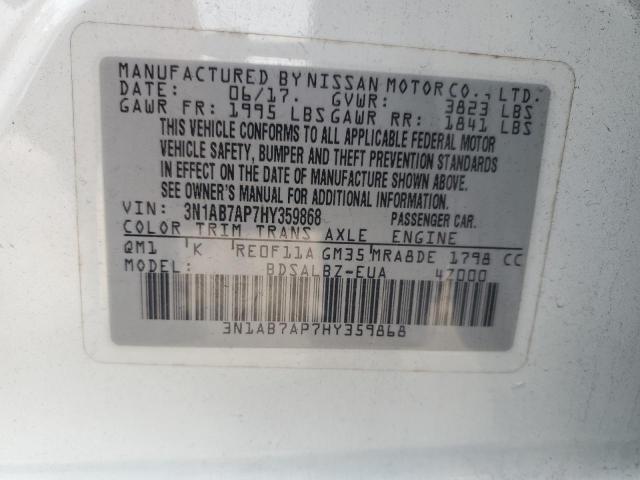 MANUFACTURED BY NISSAN MOTOR CO., LTD.
DATE: 06/17. GVWR: 3823 LBS
GAWR FR: 1995 LBS GAWR RR: 1841 LBS
THIS VEHICLE CONFORMS TO ALL APPLICABLE FEDERAL MOTOR
VEHICLE SAFETY, BUMPER AND THEFT PREVENTION STANDARDS
IN EFFECT ON THE DATE OF MANUFACTURE SHOWN ABOVE.
SEE OWNER'S MANUAL FOR ADDITIONAL INFORMATION.
VIN: 3N1AB7AP7HY359868 PASSENGER CAR.
COLOR TRIM TRANS AXLE ENGINE
QM1 K RE0F11A GM35 MRA8DE 1798 CC
MODEL: BDSALBZ-EUA 47000
3N1AB7AP7HY359868